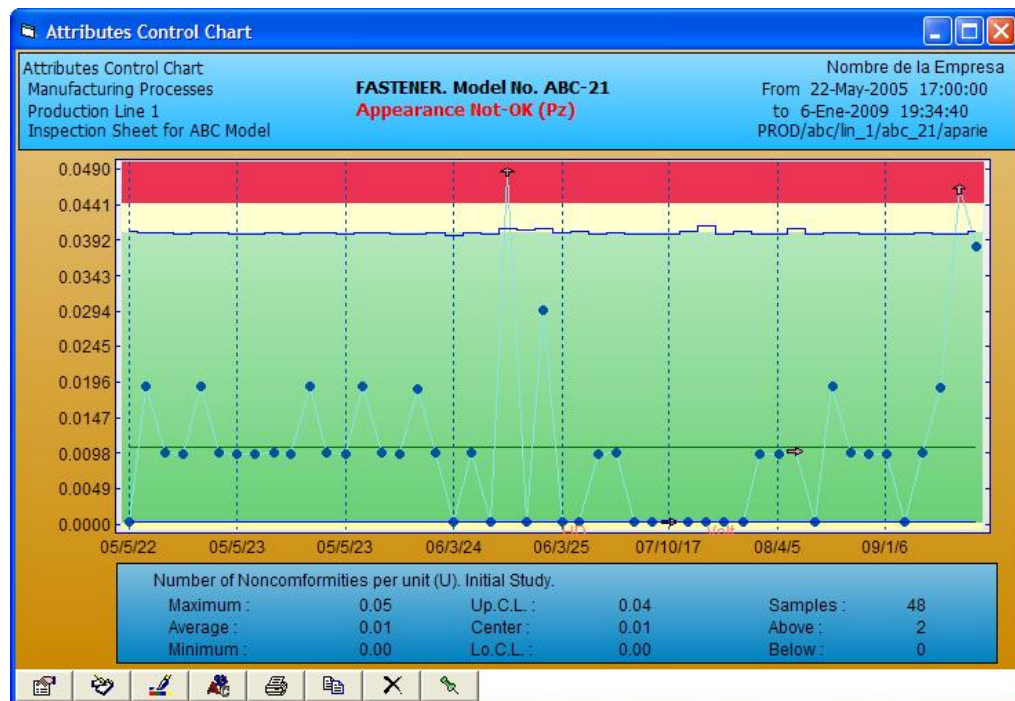 Attributes Control Chart
Attributes Control Chart
Manufacturing Processes
Production Line 1
Inspection Sheet for ABC Model
FASTENER. Model No. ABC-21
Appearance Not-OK (Pz)
Nombre de la Empresa
From 22-May-2005 17:00:00
to 6-Ene-2009 19:34:40
PROD/abc/lin_1/abc_21/aparie
0.0490
0.0441
0.0392
0.0343
0.0294
0.0245
0.0196
0.0147
0.0098
0.0049
0.0000
05/5/22 05/5/23 05/5/23 06/3/24 06/3/25 07/10/17 08/4/5 09/1/6
Number of Noncomformities per unit (U). Initial Study.
Maximum : 0.05 Up.C.L. : 0.04 Samples : 48
Average : 0.01 Center : 0.01 Above : 2
Minimum : 0.00 Lo.C.L. : 0.00 Below : 0